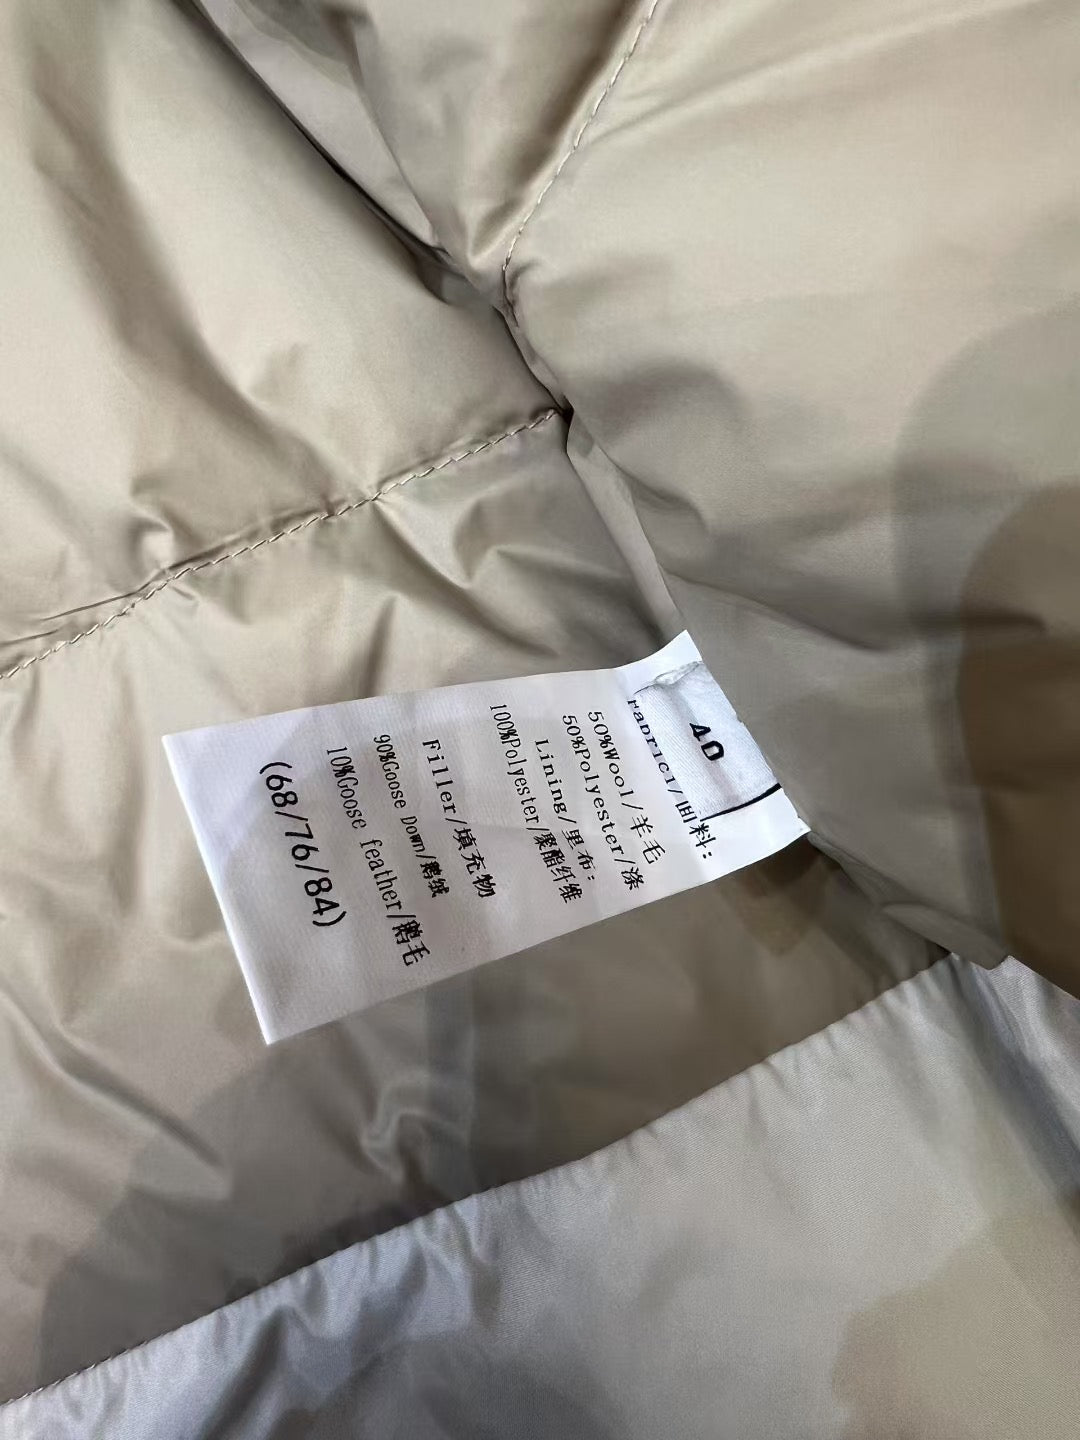 40
Fabric1/面料:
50%Wool/羊毛
50%Polyester/涤
Lining/里布:
100%Polyester/聚酯纤维
Filler/填充物
90%Goose Down/鹅绒
10%Goose feather/鹅毛
(68/76/84)